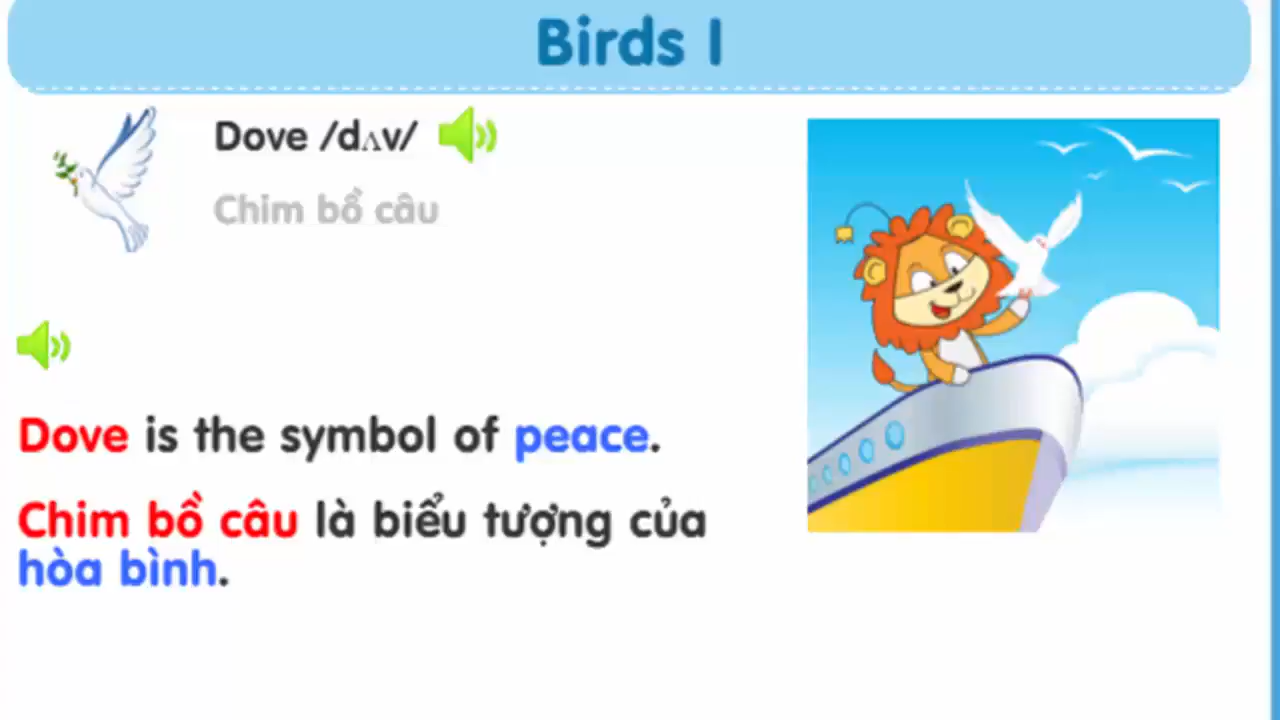 Birds I
Dove /dʌv/
Chim bồ câu
Dove is the symbol of peace.
Chim bồ câu là biểu tượng của
hòa bình.